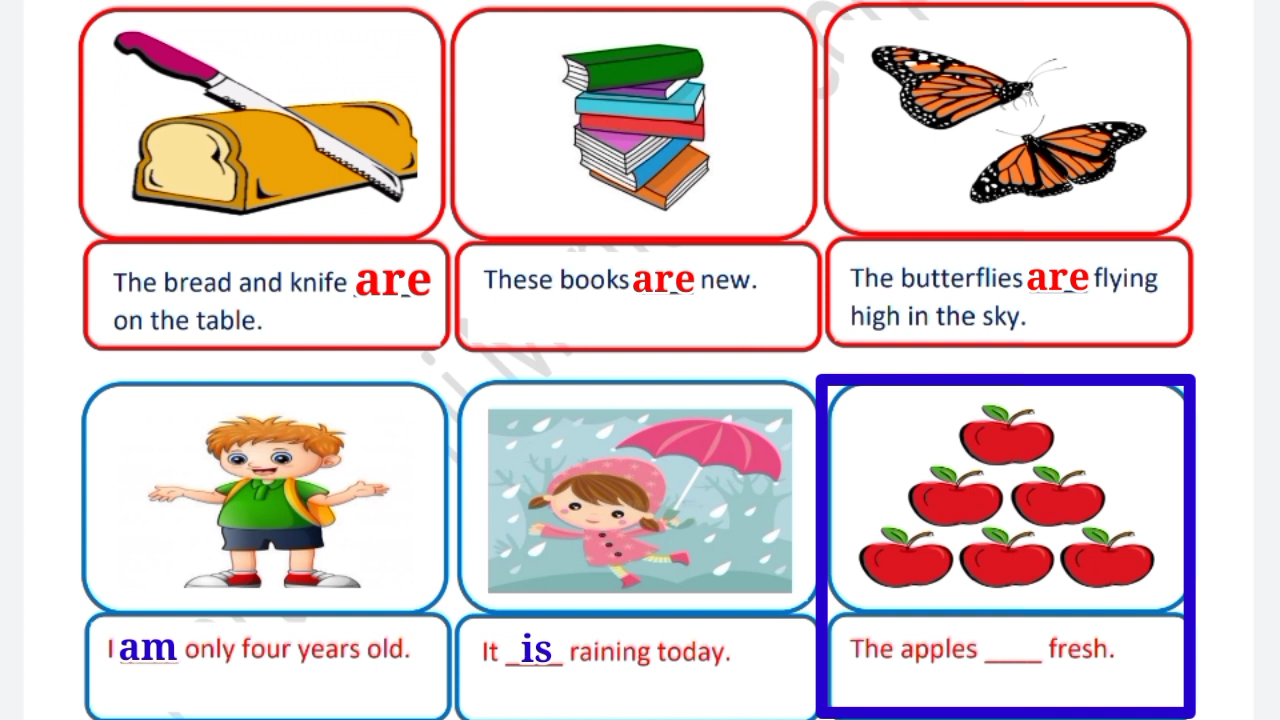 The bread and knife are
on the table.
These books are new.
The butterflies are flying
high in the sky.
I am only four years old.
It is raining today.
The apples ____ fresh.